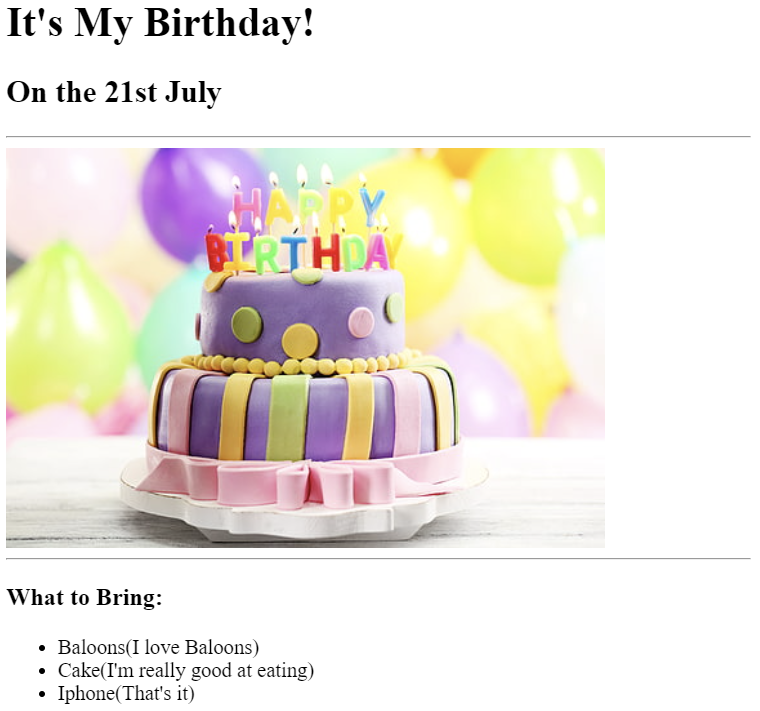 It's My Birthday!
On the 21st July
HAPPY
BIRTHDAY
What to Bring:
Baloons(I love Baloons)
Cake(I'm really good at eating)
Iphone(That's it)